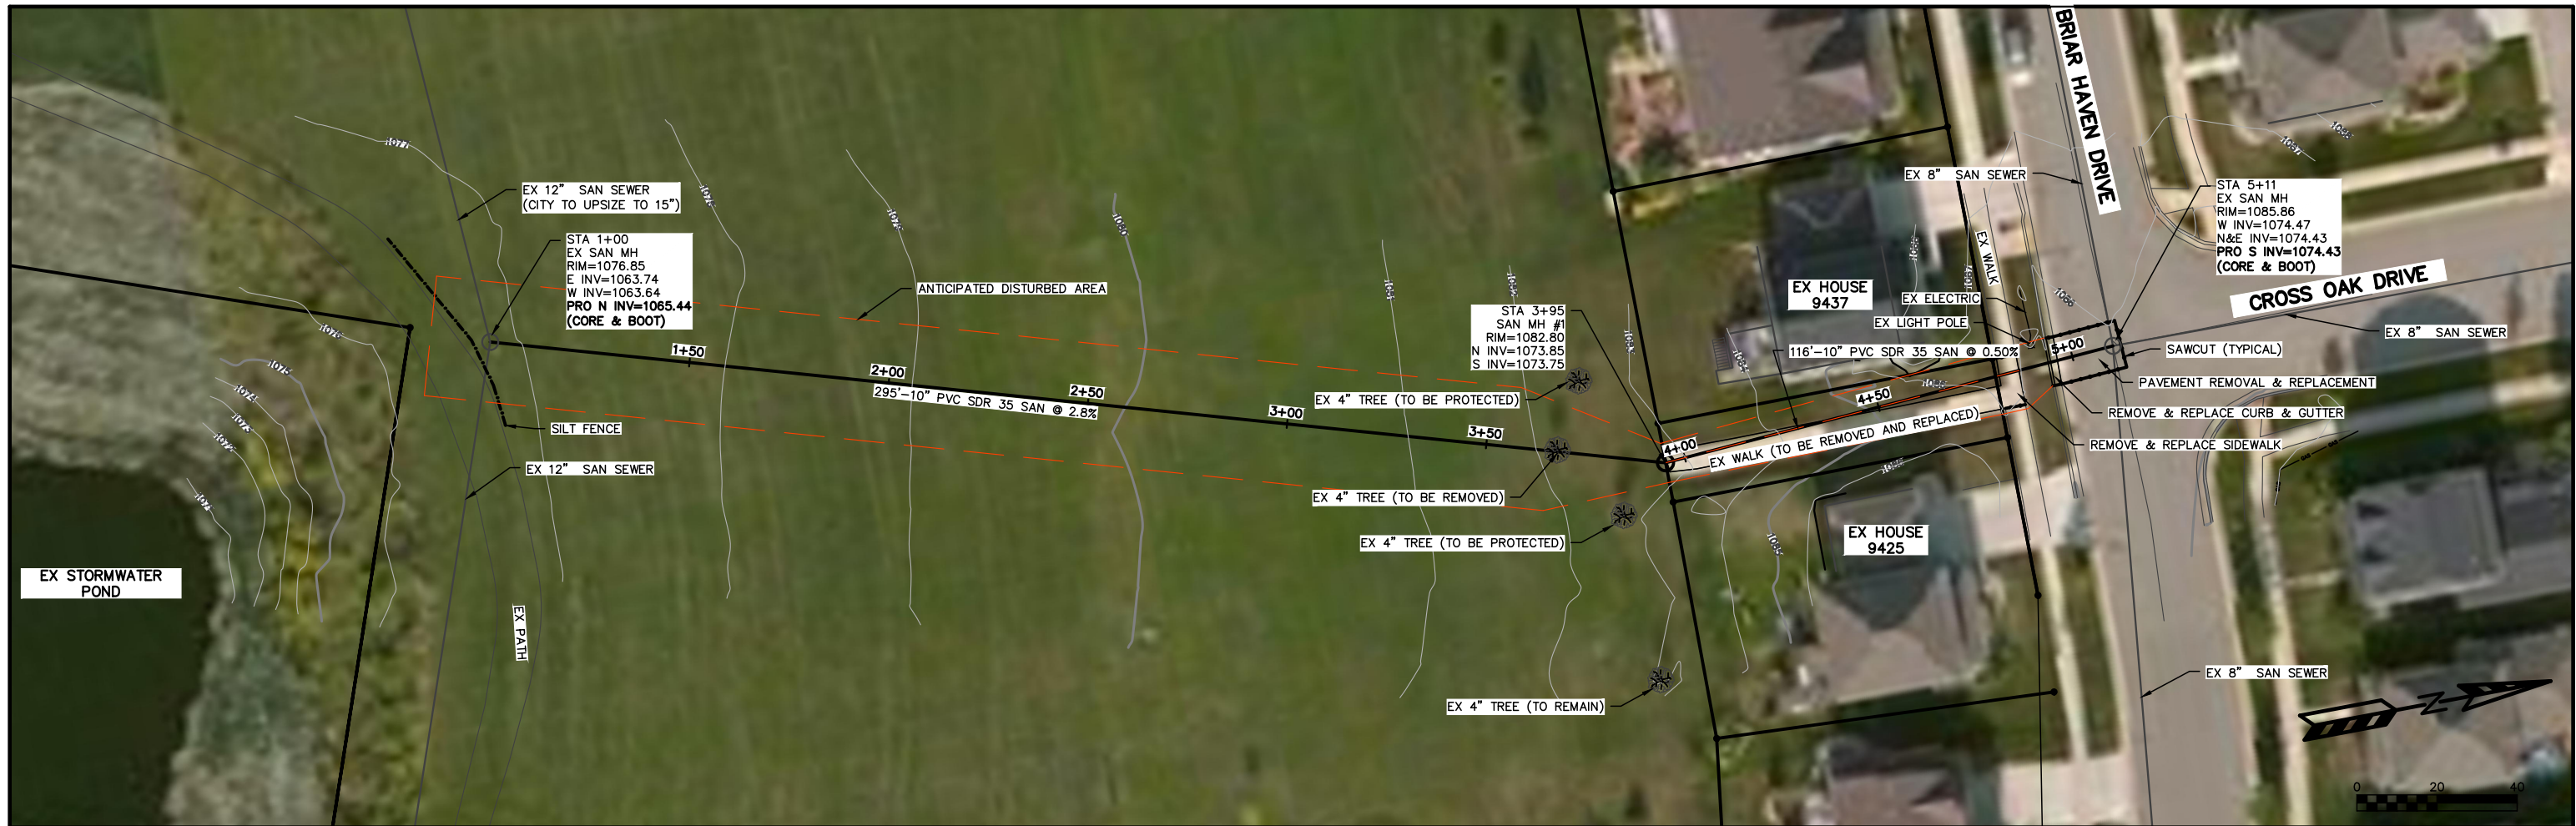 BRIAR HAVEN DRIVE
1077
EX 12" SAN SEWER
(CITY TO UPSIZE TO 15")
EX 8" SAN SEWER
STA 5+11
EX SAN MH
RIM=1085.86
W INV=1074.47
N&E INV=1074.43
PRO S INV=1074.43
(CORE & BOOT)
STA 1+00
EX SAN MH
RIM=1076.85
E INV=1063.74
W INV=1063.64
PRO N INV=1065.44
(CORE & BOOT)
EX WALK
ANTICIPATED DISTURBED AREA
EX HOUSE
9437
EX ELECTRIC
CROSS OAK DRIVE
STA 3+95
SAN MH #1
RIM=1082.80
N INV=1073.85
S INV=1073.75
EX LIGHT POLE
EX 8" SAN SEWER
1076
1+50
116'-10" PVC SDR 35 SAN @ 0.50%
5+00
SAWCUT (TYPICAL)
1075
2+00
2+50
295'-10" PVC SDR 35 SAN @ 2.8%
PAVEMENT REMOVAL & REPLACEMENT
1074
EX 4" TREE (TO BE PROTECTED)
4+50
3+00
REMOVE & REPLACE CURB & GUTTER
1073
SILT FENCE
3+50
4+00
EX WALK (TO BE REMOVED AND REPLACED)
REMOVE & REPLACE SIDEWALK
1072
EX 12" SAN SEWER
1071
EX 4" TREE (TO BE REMOVED)
EX 4" TREE (TO BE PROTECTED)
EX HOUSE
9425
EX STORMWATER
POND
EX PATH
EX 8" SAN SEWER
EX 4" TREE (TO REMAIN)
N
0 20 40